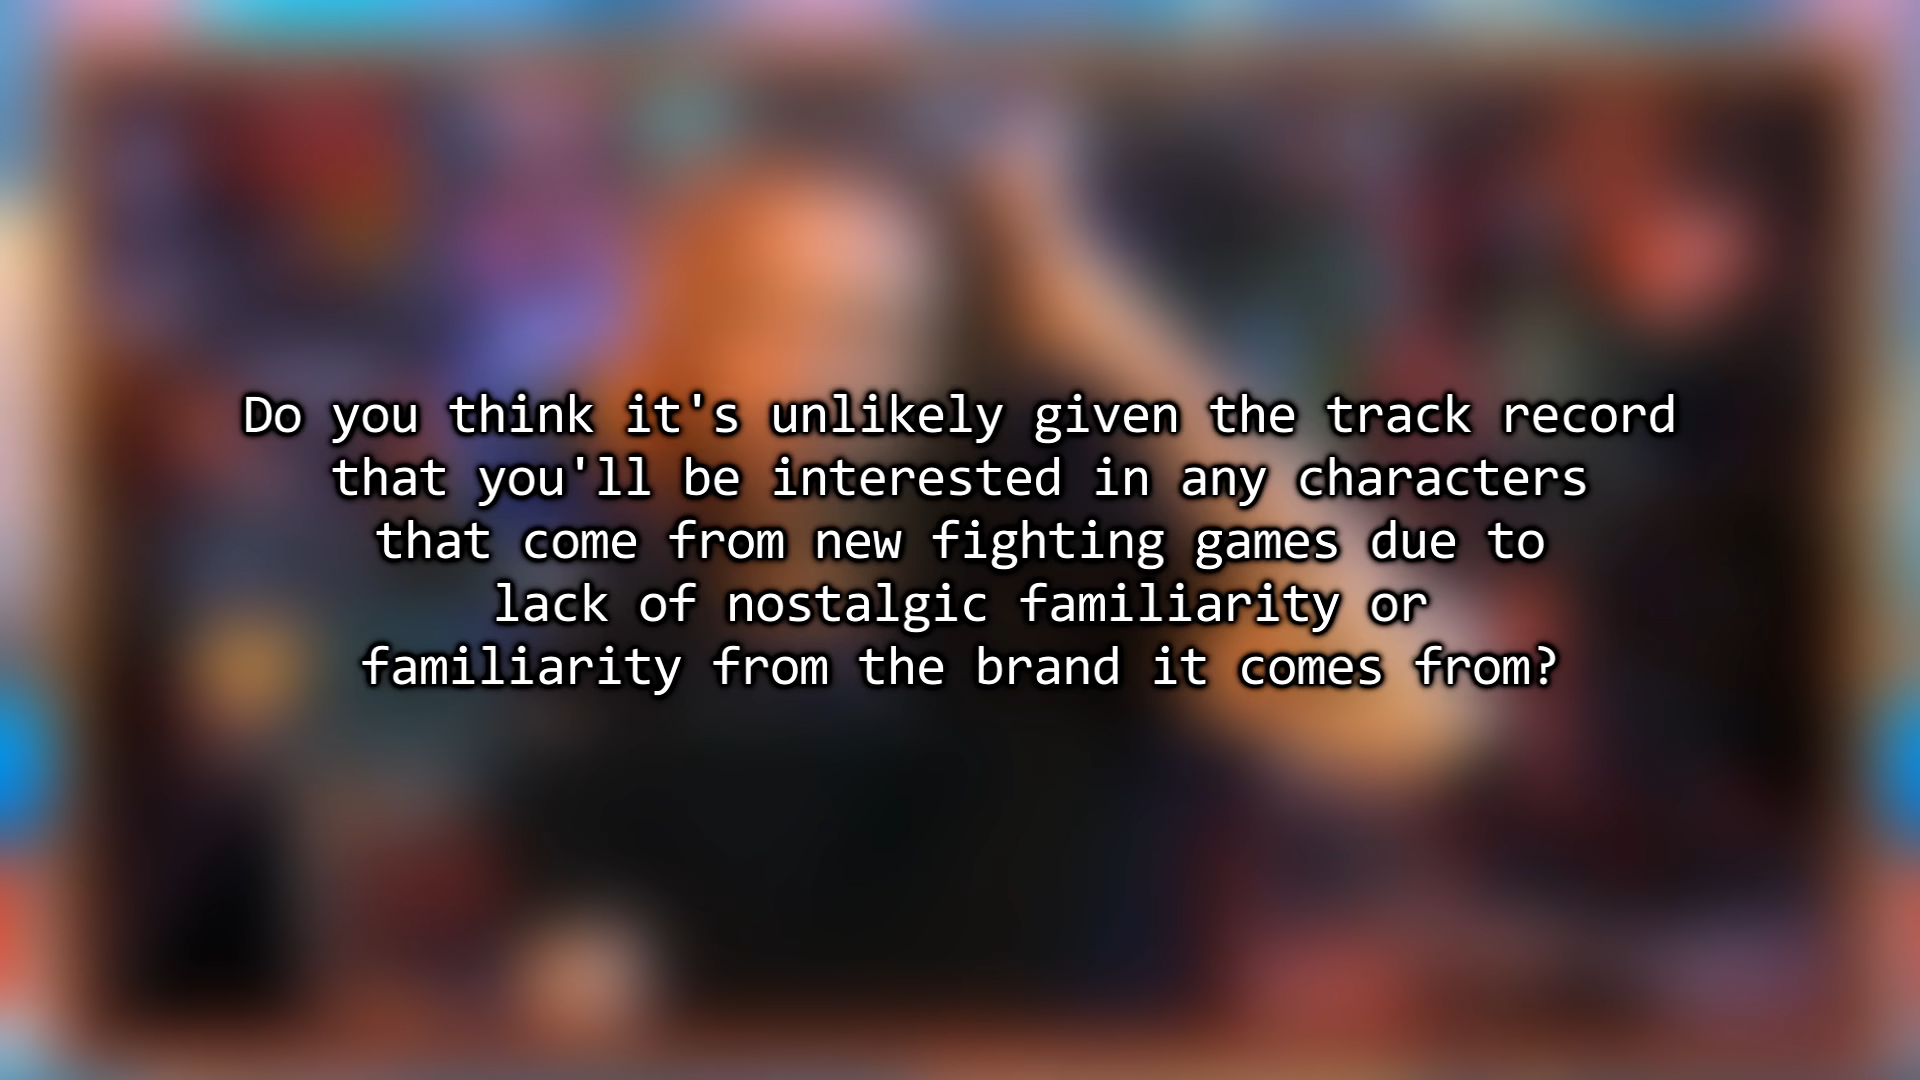 Do you think it's unlikely given the track record
that you'll be interested in any characters
that come from new fighting games due to
lack of nostalgic familiarity or
familiarity from the brand it comes from?